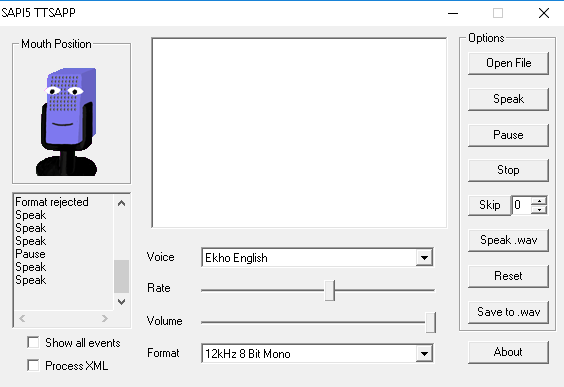 SAPI5 TTSAPP
Mouth Position
Format rejected
Speak
Speak
Speak
Pause
Speak
Speak
Show all events
Process XML
Voice
Ekho English
Rate
Volume
Format
12kHz 8 Bit Mono
Options
Open File
Speak
Pause
Stop
Skip 0
Speak .wav
Reset
Save to .wav
About